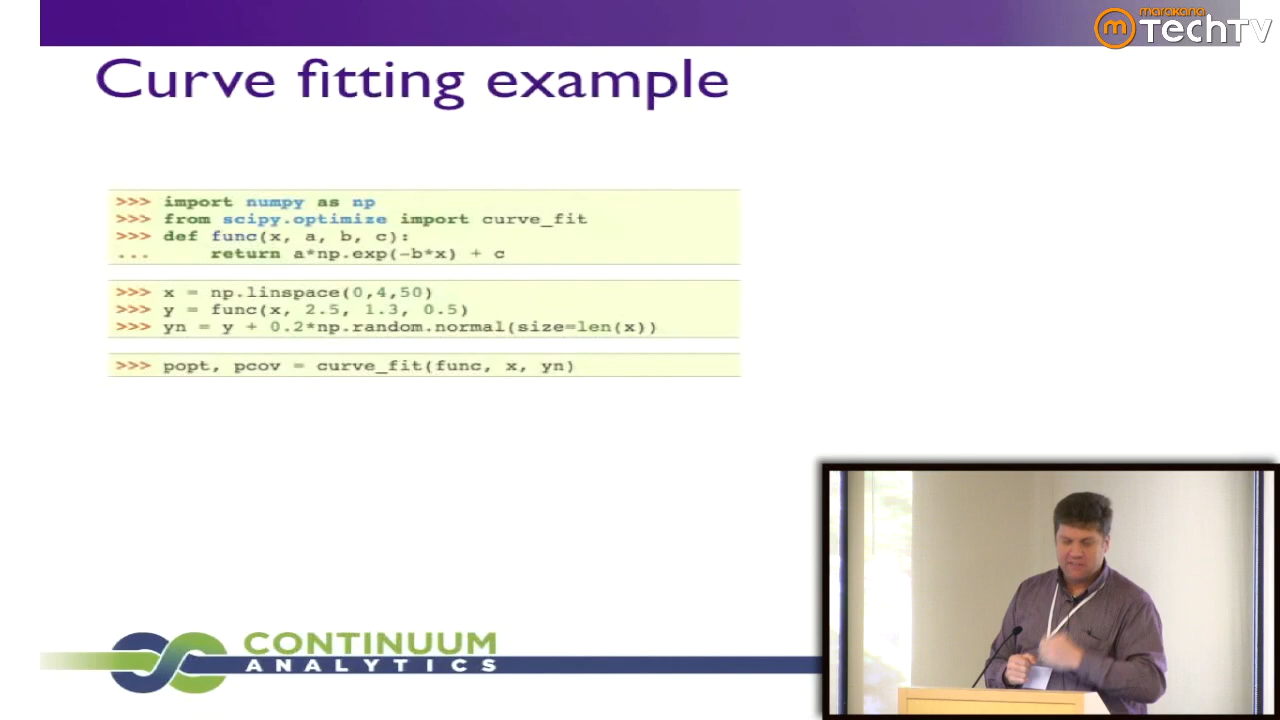 marakana
m TechTV
Curve fitting example
>>> import numpy as np
>>> from scipy.optimize import curve_fit
>>> def func(x, a, b, c):
...     return a*np.exp(-b*x) + c
>>> x = np.linspace(0,4,50)
>>> y = func(x, 2.5, 1.3, 0.5)
>>> yn = y + 0.2*np.random.normal(size=len(x))
>>> popt, pcov = curve_fit(func, x, yn)
CONTINUUM
ANALYTICS